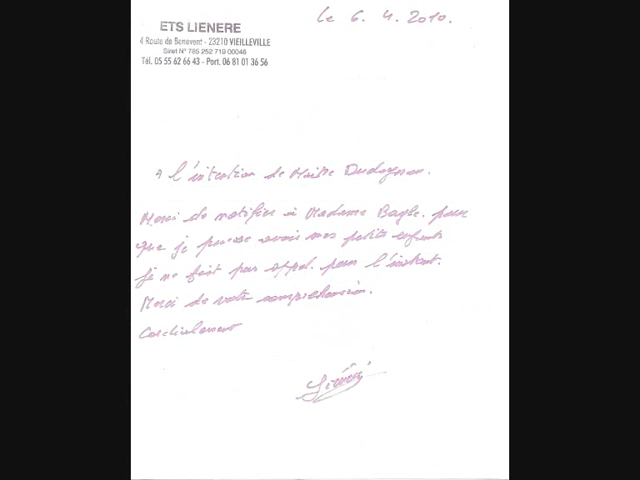 ETS LIENERE
4 Route de Benevent - 23210 VIEILLEVILLE
Siret N° 785 252 719 00046
Tél. 05 55 62 66 43 - Port. 06 81 01 36 56
Le 6. 4. 2010.
A l'intention de Maître
Merci de notifier à Madame Bayle. pour
que je puisse avoir mes petits enfants
je ne fait pas appel. pour l'instant.
Merci de votre compréhension.
Cordialement